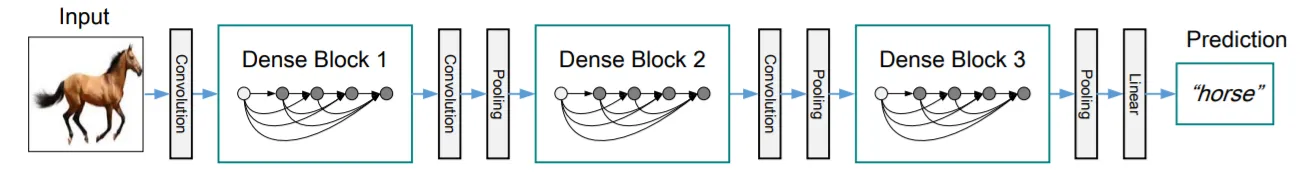 Input
Convolution
Dense Block 1
Convolution
Pooling
Dense Block 2
Convolution
Pooling
Dense Block 3
Pooling
Linear
Prediction
“horse”